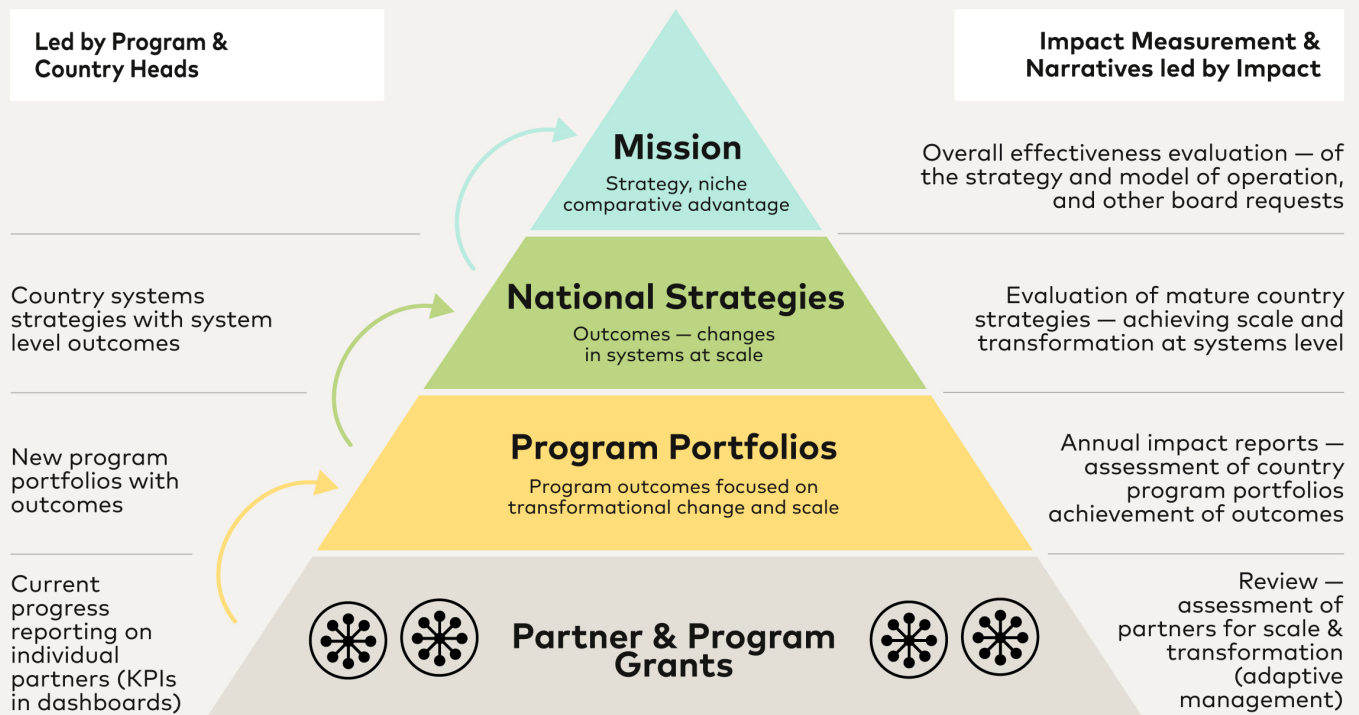 Led by Program &
Country Heads
Impact Measurement &
Narratives led by Impact
Mission
Strategy, niche
comparative advantage
Overall effectiveness evaluation — of
the strategy and model of operation,
and other board requests
Country systems
strategies with system
level outcomes
National Strategies
Outcomes — changes
in systems at scale
Evaluation of mature country
strategies — achieving scale and
transformation at systems level
New program
portfolios with
outcomes
Program Portfolios
Program outcomes focused on
transformational change and scale
Annual impact reports —
assessment of country
program portfolios
achievement of outcomes
Current
progress
reporting on
individual
partners (KPIs
in dashboards)
Partner & Program
Grants
Review —
assessment of
partners for scale &
transformation
(adaptive
management)